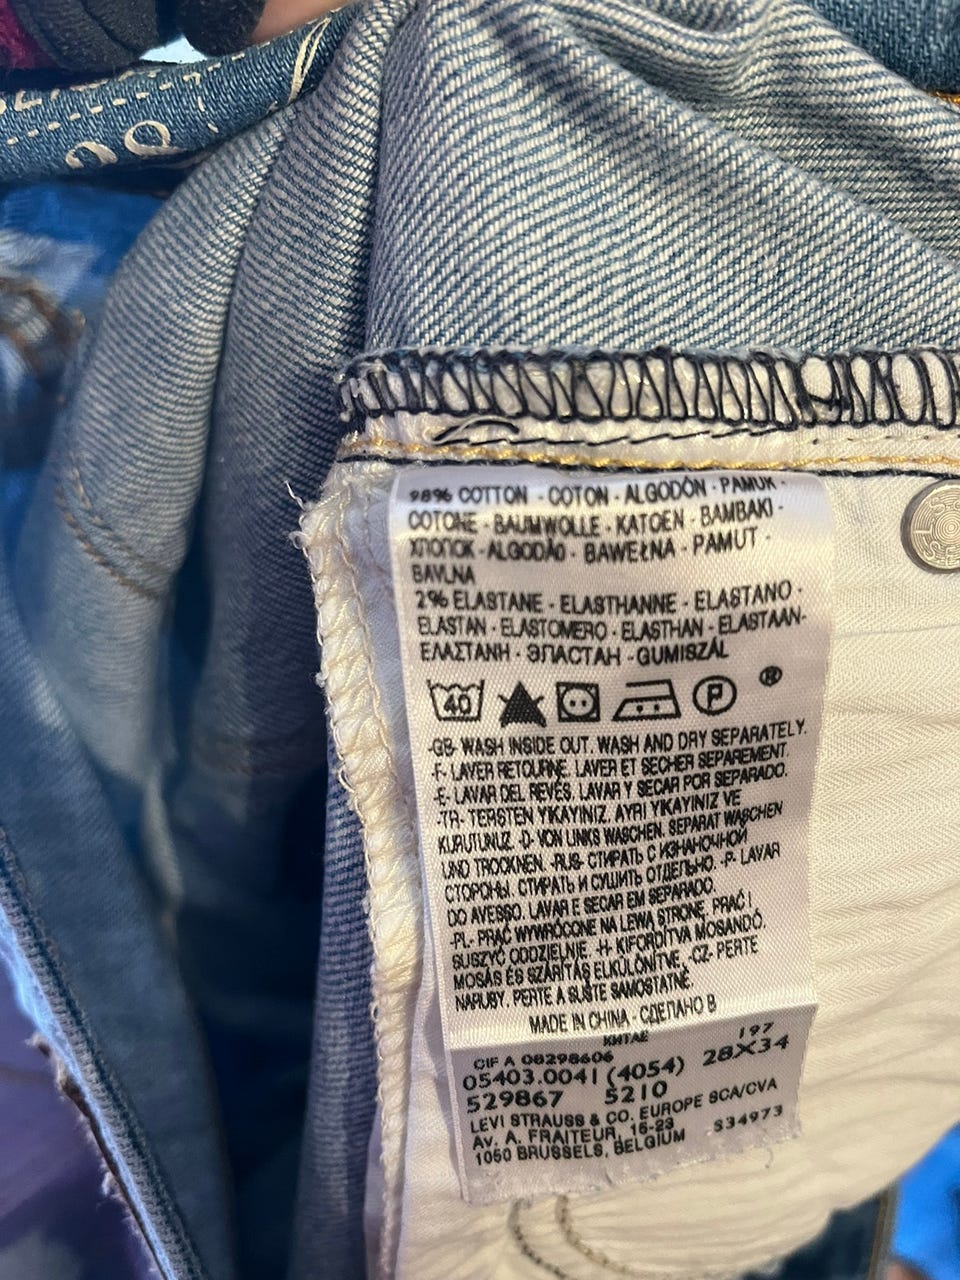 98% COTTON - COTON - ALGODÓN - PAMUK -
COTONE - BAUMWOLLE - KATOEN - BAMBAKI -
ХЛОПОК - ALGODÃO - BAWEŁNA - PAMUT -
BAVLNA
2% ELASTANE - ELASTHANNE - ELASTANO -
ELASTAN - ELASTOMERO - ELASTHAN - ELASTAAN-
ΕΛΑΣΤΑΝΗ - ЭЛАСТАН - GUMISZÁL
40 P ®
-GB- WASH INSIDE OUT. WASH AND DRY SEPARATELY.
-F- LAVER RETOURNE. LAVER ET SECHER SEPAREMENT.
-E- LAVAR DEL REVÉS. LAVAR Y SECAR POR SEPARADO.
-TR- TERSTEN YIKAYINIZ. AYRI YIKAYINIZ VE
KURUTUNUZ. -D- VON LINKS WASCHEN. SEPARAT WASCHEN
UND TROCKNEN. -RUS- СТИРАТЬ С ИЗНАНОЧНОЙ
СТОРОНЫ. СТИРАТЬ И СУШИТЬ ОТДЕЛЬНО. -P- LAVAR
DO AVESSO. LAVAR E SECAR EM SEPARADO.
-PL- PRAĆ WYWRÓCONE NA LEWĄ STRONĘ. PRAĆ I
SUSZYĆ ODDZIELNIE. -H- KIFORDÍTVA MOSANDÓ.
MOSÁS ÉS SZÁRÍTÁS ELKÜLÖNÍTVE. -CZ- PERTE
NARUBY. PERTE A SUŠTE SAMOSTATNĚ.
MADE IN CHINA - СДЕЛАНО В
КИТАЕ
197
CIF A 08298606
05403.0041 (4054) 28X34
529867 5210
LEVI STRAUSS & CO. EUROPE SCA/CVA
AV. A. FRAITEUR, 15-23 S34973
1050 BRUSSELS, BELGIUM